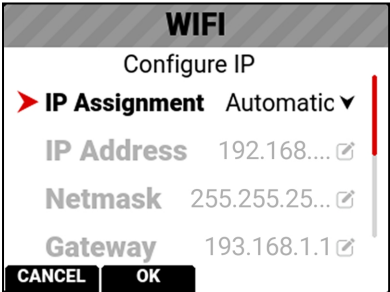 WIFI
Configure IP
IP Assignment Automatic
IP Address 192.168....
Netmask 255.255.25...
Gateway 193.168.1.1
CANCEL OK